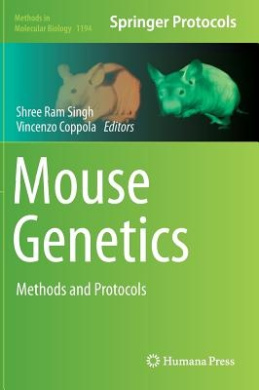 Methods in
Molecular Biology 1194
Springer Protocols
Shree Ram Singh
Vincenzo Coppola Editors
Mouse
Genetics
Methods and Protocols
Humana Press